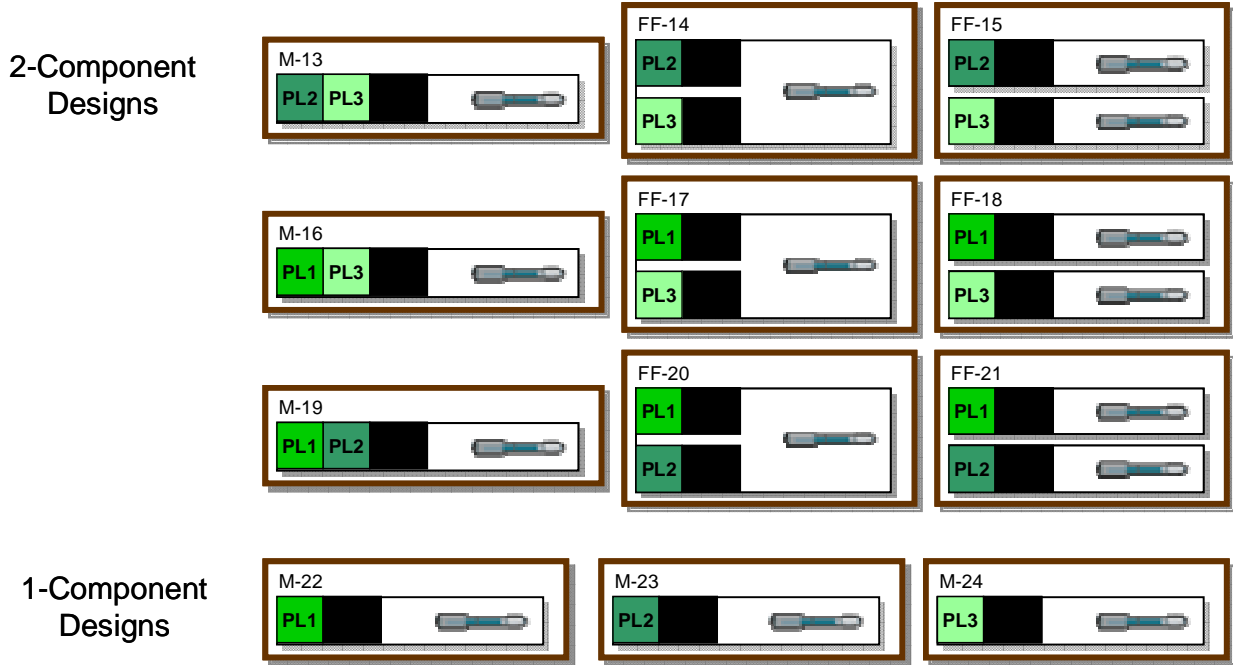 2-Component
Designs
M-13
PL2 PL3
FF-14
PL2
PL3
FF-15
PL2
PL3
M-16
PL1 PL3
FF-17
PL1
PL3
FF-18
PL1
PL3
M-19
PL1 PL2
FF-20
PL1
PL2
FF-21
PL1
PL2
1-Component
Designs
M-22
PL1
M-23
PL2
M-24
PL3